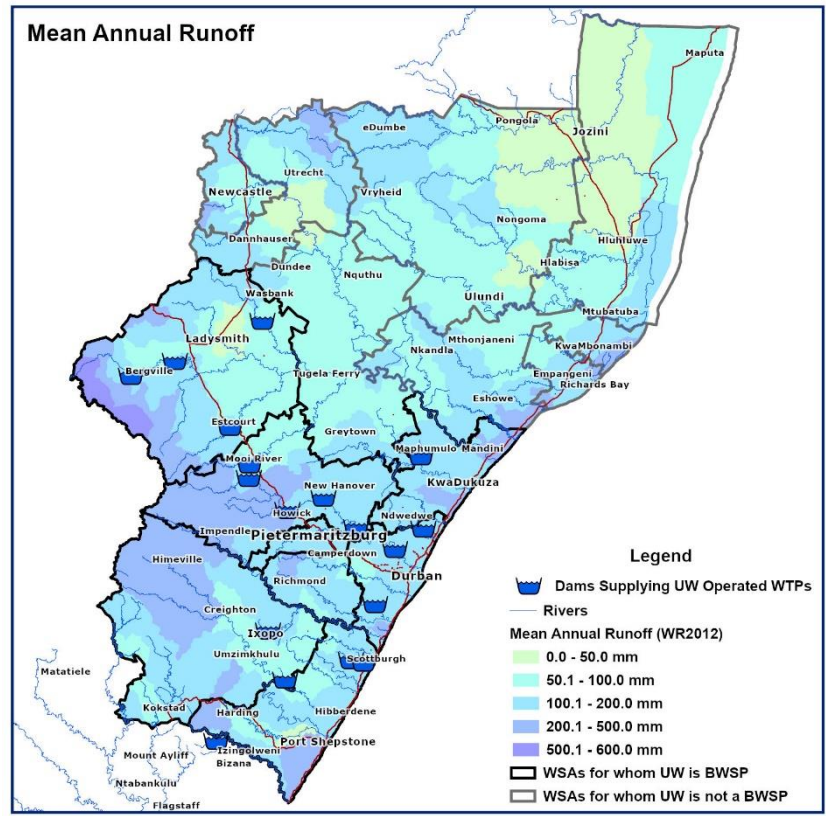 Mean Annual Runoff
Maputa
Pongola
Jozini
eDumbe
Utrecht
Newcastle
Vryheid
Nongoma
Dannhauser
Hluhluwe
Hlabisa
Dundee
Nquthu
Wasbank
Ulundi
Mtubatuba
Ladysmith
Mthonjaneni
KwaMbonambi
Nkandla
Bergville
Tugela Ferry
Empangeni
Richards Bay
Eshowe
Estcourt
Greytown
Maphumulo
Mandini
Mooi River
New Hanover
KwaDukuza
Howick
Ndwedwe
Impendle
Pietermaritzburg
Camperdown
Himeville
Durban
Richmond
Creighton
Ixopo
Umzimkhulu
Scottburgh
Matatiele
Kokstad
Harding
Hibberdene
Port Shepstone
Izingolweni
Mount Ayliff
Bizana
Ntabankulu
Flagstaff
Legend
Dams Supplying UW Operated WTPs
Rivers
Mean Annual Runoff (WR2012)
0.0 - 50.0 mm
50.1 - 100.0 mm
100.1 - 200.0 mm
200.1 - 500.0 mm
500.1 - 600.0 mm
WSAs for whom UW is BWSP
WSAs for whom UW is not a BWSP